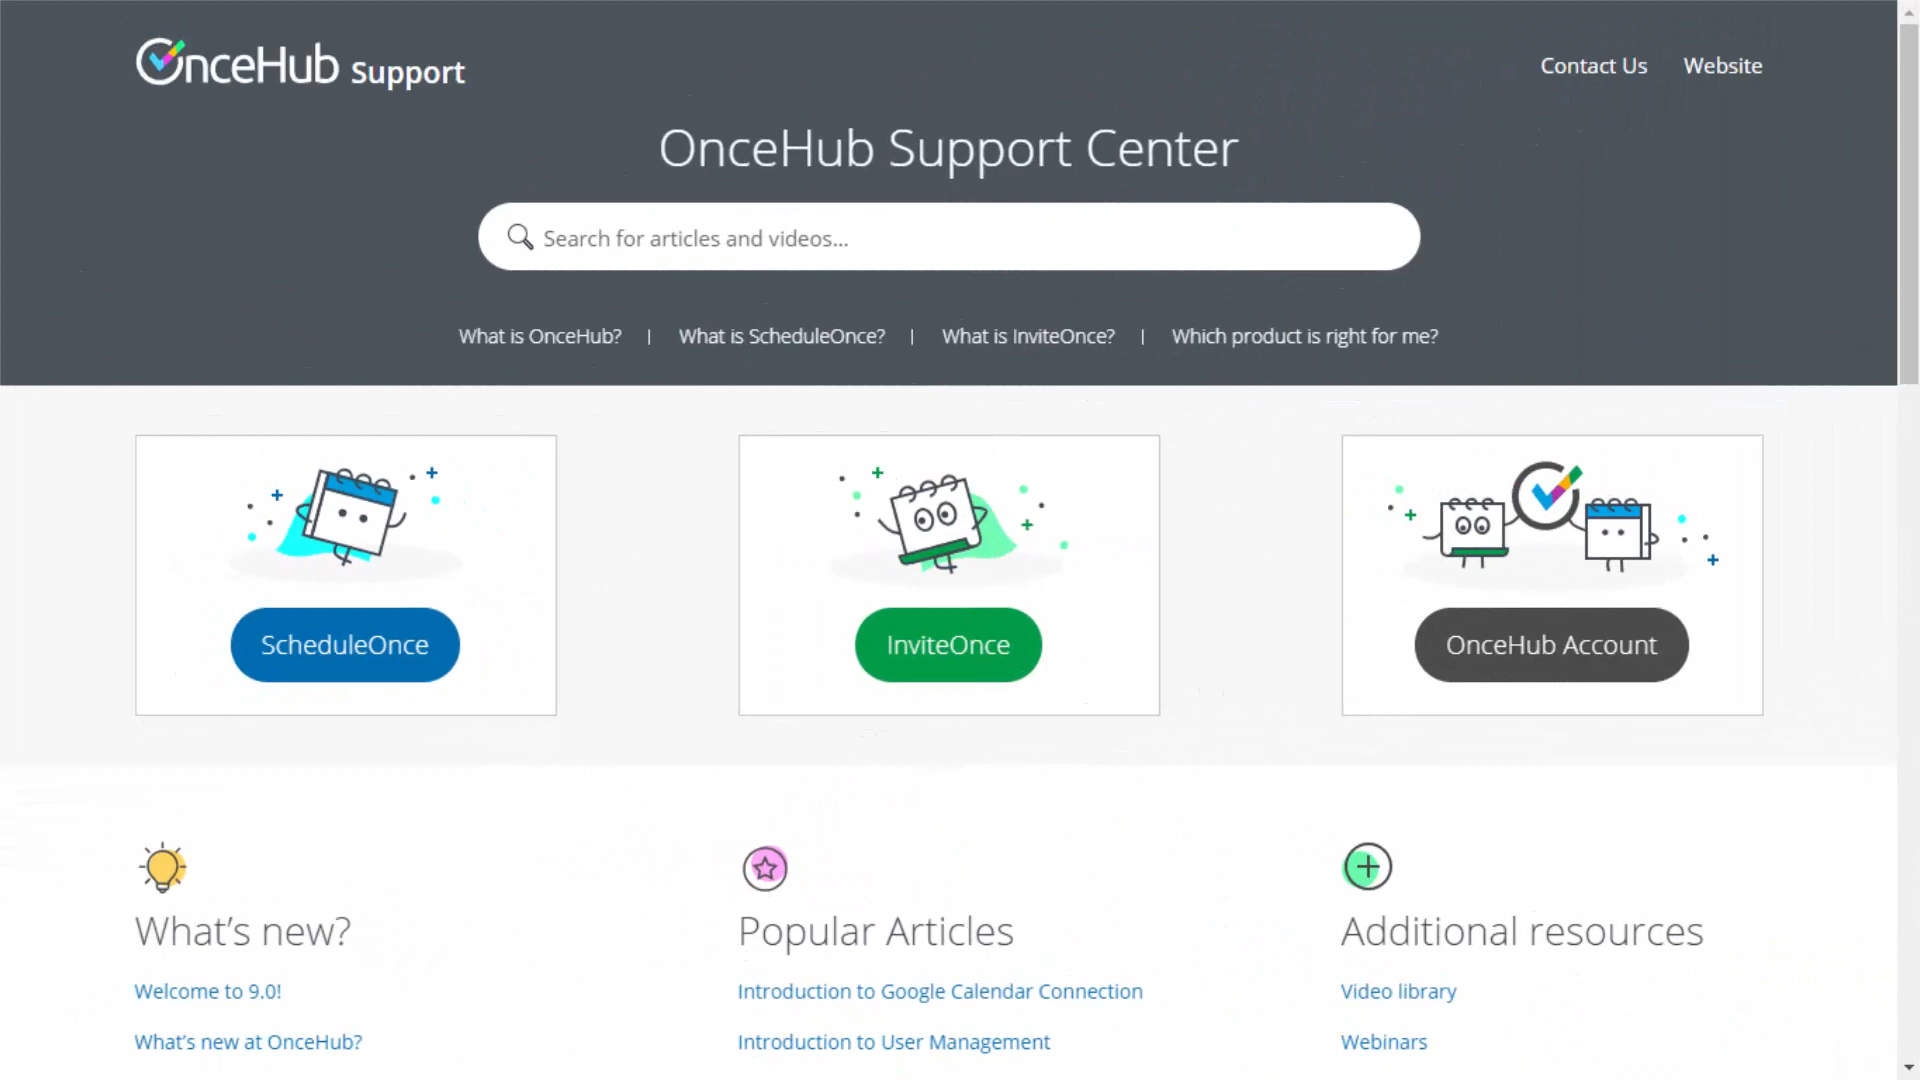 OnceHub Support
Contact Us
Website
OnceHub Support Center
Search for articles and videos...
What is OnceHub? | What is ScheduleOnce? | What is InviteOnce? | Which product is right for me?
ScheduleOnce
InviteOnce
OnceHub Account
What's new?
Welcome to 9.0!
What's new at OnceHub?
Popular Articles
Introduction to Google Calendar Connection
Introduction to User Management
Additional resources
Video library
Webinars